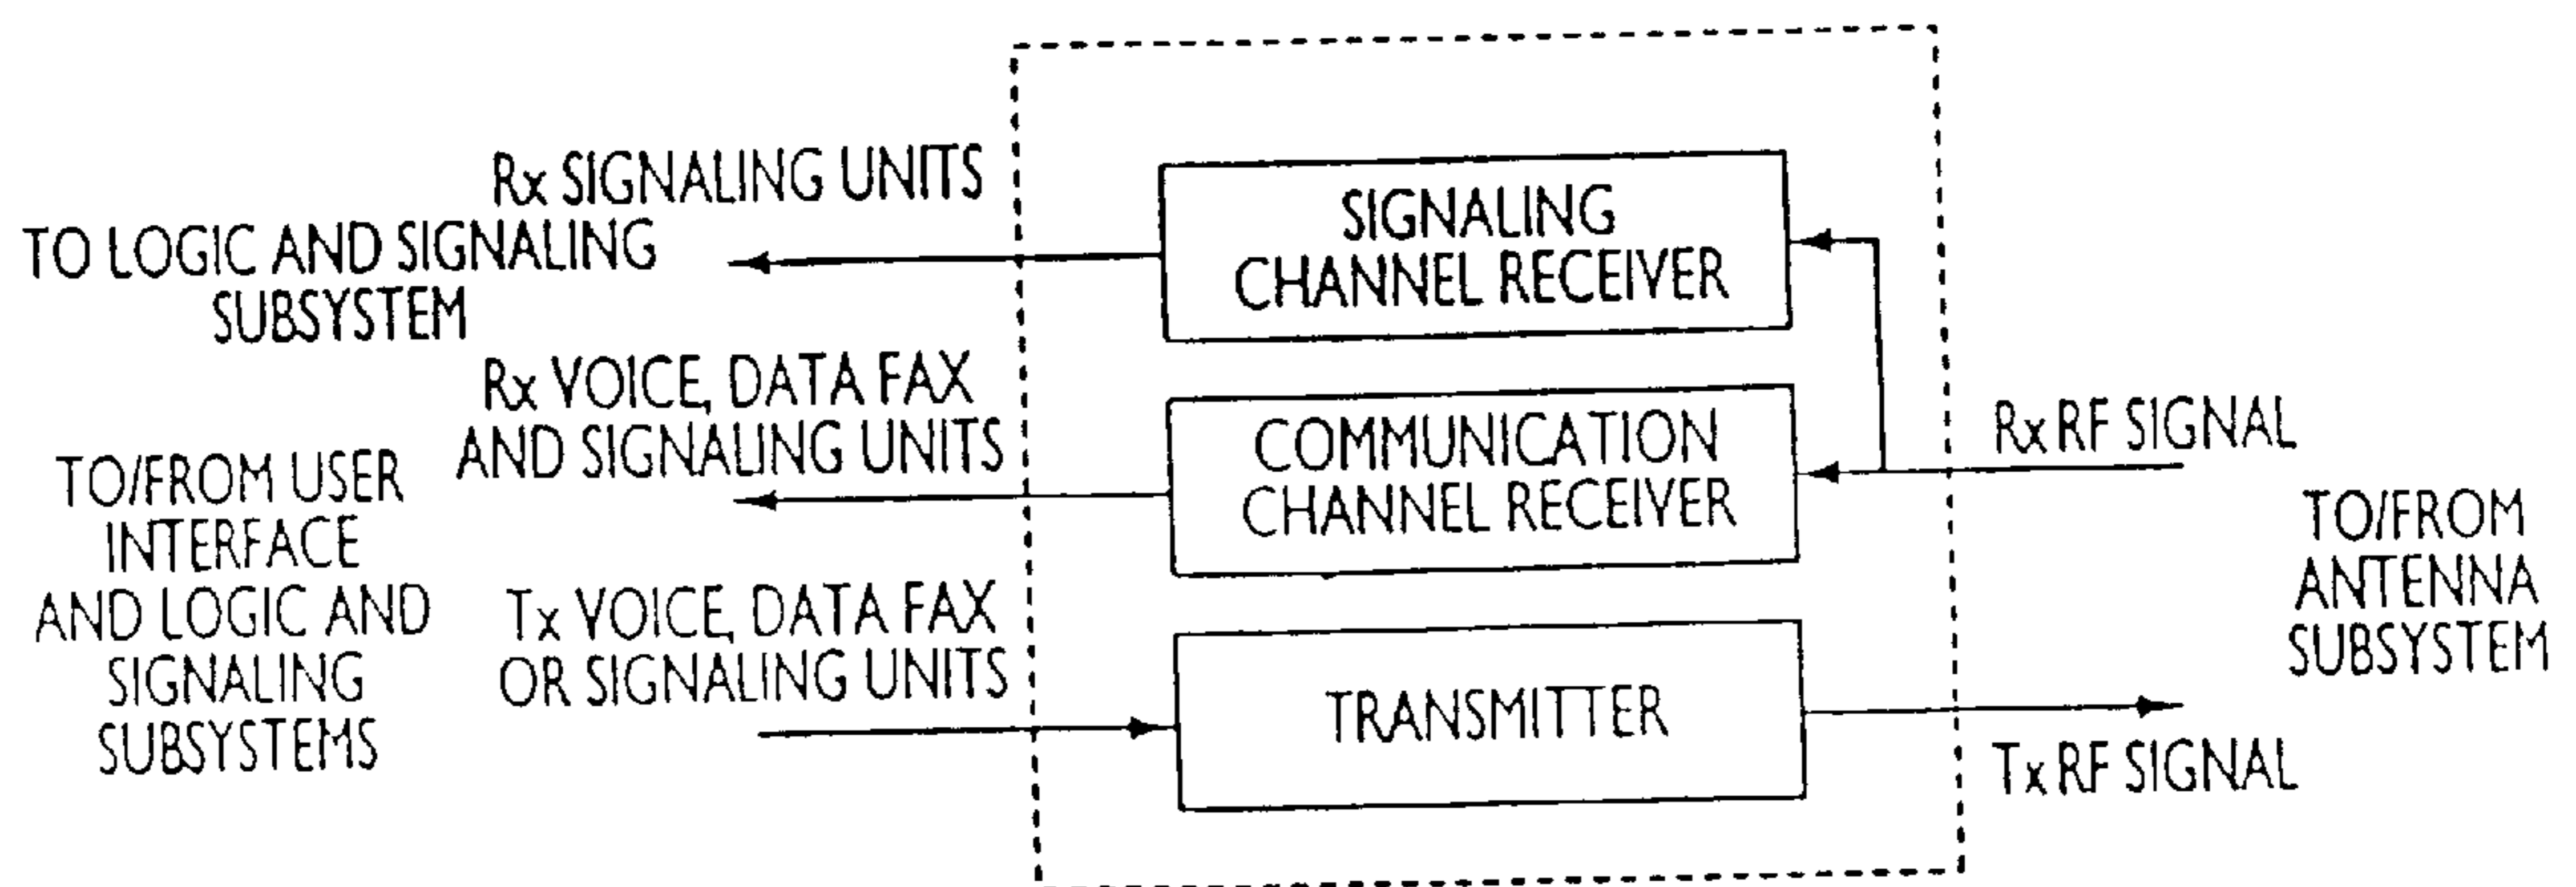 Rx SIGNALING UNITS
TO LOGIC AND SIGNALING
SUBSYSTEM
Rx VOICE, DATA FAX
AND SIGNALING UNITS
TO/FROM USER
INTERFACE
AND LOGIC AND
SIGNALING
SUBSYSTEMS
Tx VOICE, DATA FAX
OR SIGNALING UNITS
SIGNALING
CHANNEL RECEIVER
COMMUNICATION
CHANNEL RECEIVER
TRANSMITTER
Rx RF SIGNAL
TO/FROM
ANTENNA
SUBSYSTEM
Tx RF SIGNAL